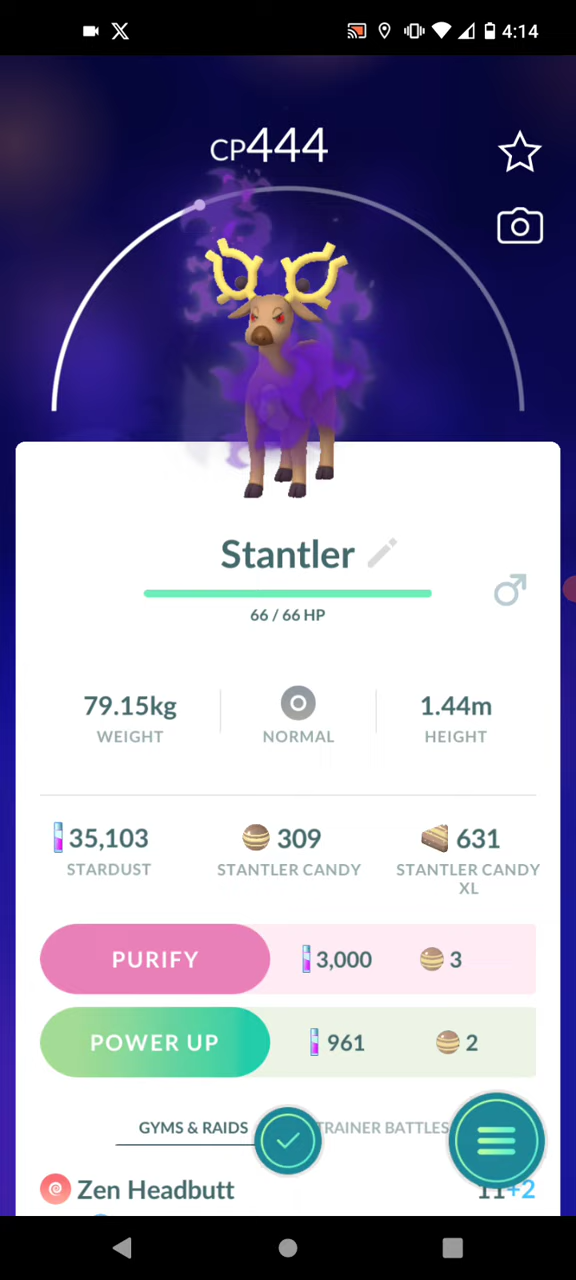 4:14
CP444
Stantler
66 / 66 HP
79.15kg
WEIGHT
NORMAL
1.44m
HEIGHT
35,103
STARDUST
309
STANTLER CANDY
631
STANTLER CANDY
XL
PURIFY
3,000
3
POWER UP
961
2
GYMS & RAIDS
TRAINER BATTLES
Zen Headbutt
11+2